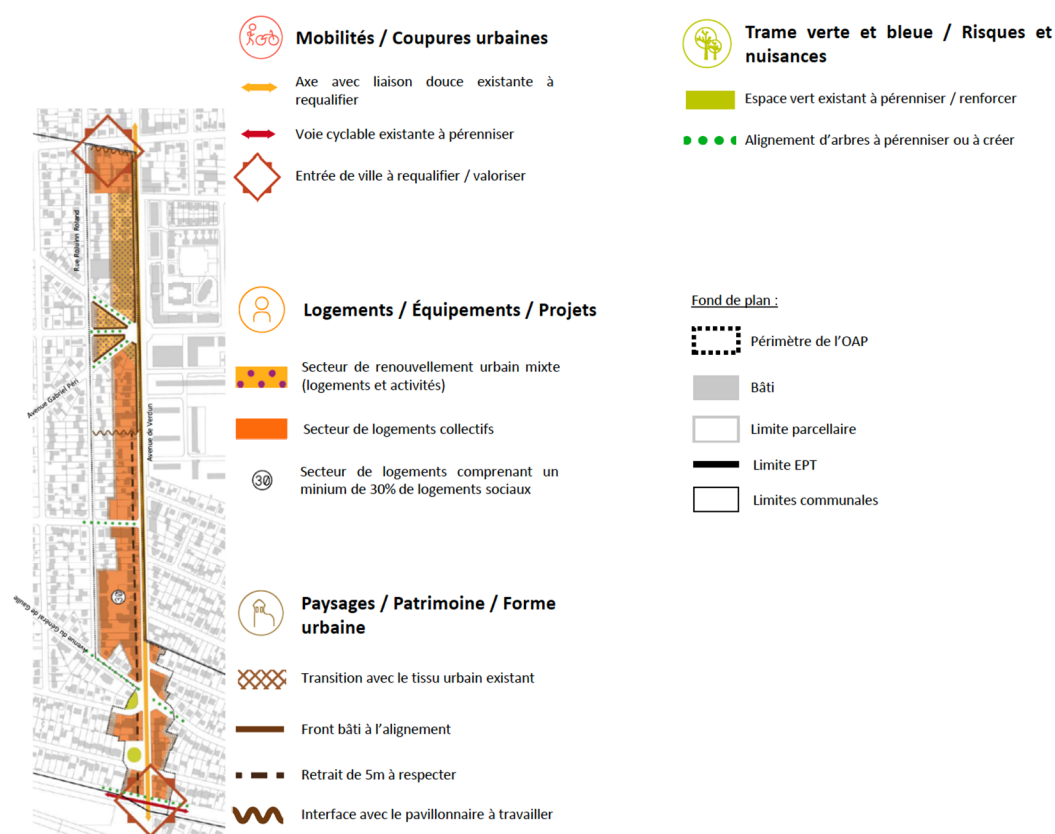 Mobilités / Coupures urbaines
Axe avec liaison douce existante à
requalifier
Voie cyclable existante à pérenniser
Entrée de ville à requalifier / valoriser
Trame verte et bleue / Risques et
nuisances
Espace vert existant à pérenniser / renforcer
Alignement d'arbres à pérenniser ou à créer
Logements / Équipements / Projets
Secteur de renouvellement urbain mixte
(logements et activités)
Secteur de logements collectifs
30
Secteur de logements comprenant un
minium de 30% de logements sociaux
Paysages / Patrimoine / Forme
urbaine
Transition avec le tissu urbain existant
Front bâti à l'alignement
Retrait de 5m à respecter
Interface avec le pavillonnaire à travailler
Fond de plan :
Périmètre de l'OAP
Bâti
Limite parcellaire
Limite EPT
Limites communales
Rue Romain Roland
Avenue Gabriel Péri
Avenue de Verdun
Avenue du Général de Gaulle
30